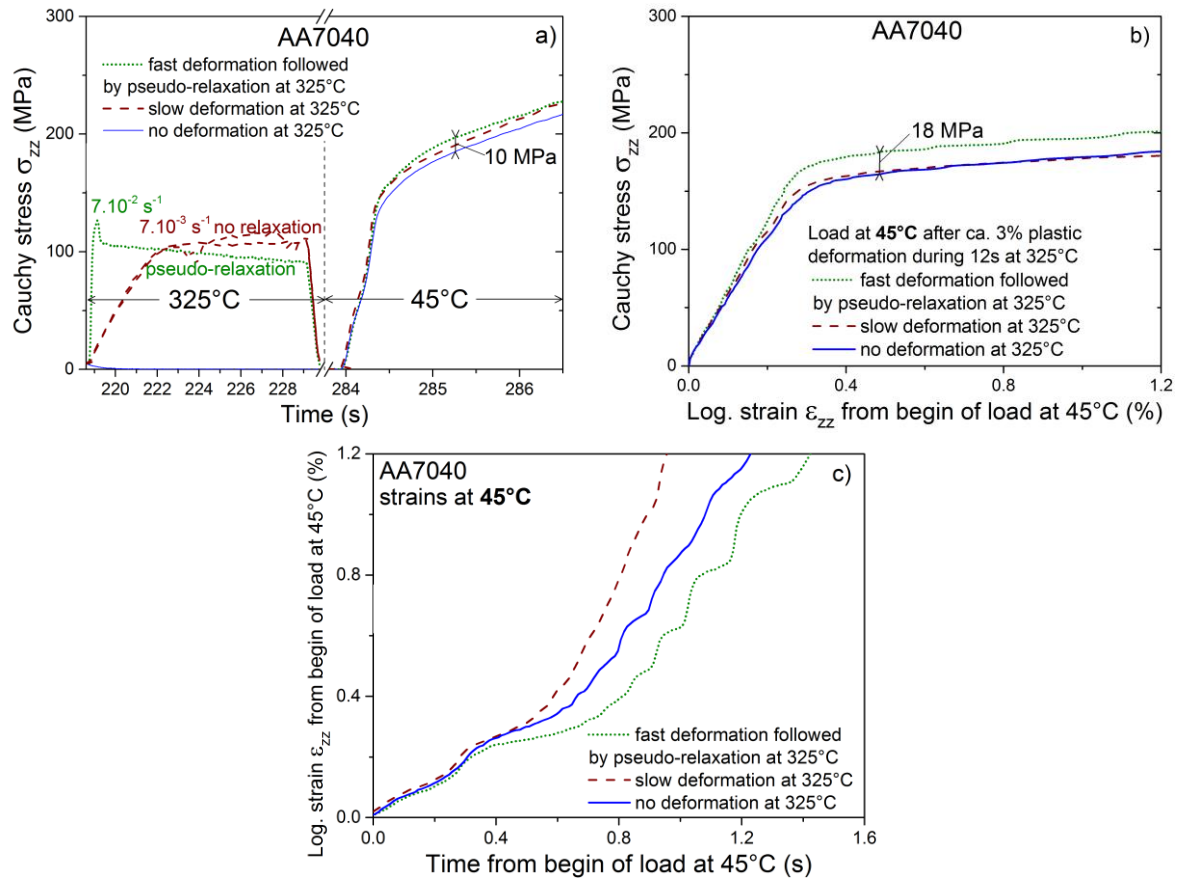 AA7040
a)
fast deformation followed
by pseudo-relaxation at 325°C
slow deformation at 325°C
no deformation at 325°C
10 MPa
7.10⁻² s⁻¹
7.10⁻³ s⁻¹ no relaxation
pseudo-relaxation
325°C
45°C
300
200
100
0
220 222 224 226 228 284 285 286
Time (s)
Cauchy stress σzz (MPa)
AA7040
b)
18 MPa
Load at 45°C after ca. 3% plastic
deformation during 12s at 325°C
fast deformation followed
by pseudo-relaxation at 325°C
slow deformation at 325°C
no deformation at 325°C
300
250
200
150
100
50
0
0.0 0.4 0.8 1.2
Log. strain εzz from begin of load at 45°C (%)
Cauchy stress σzz (MPa)
AA7040
strains at 45°C
c)
fast deformation followed
by pseudo-relaxation at 325°C
slow deformation at 325°C
no deformation at 325°C
1.2
0.8
0.4
0.0
0.0 0.4 0.8 1.2 1.6
Time from begin of load at 45°C (s)
Log. strain εzz from begin of load at 45°C (%)